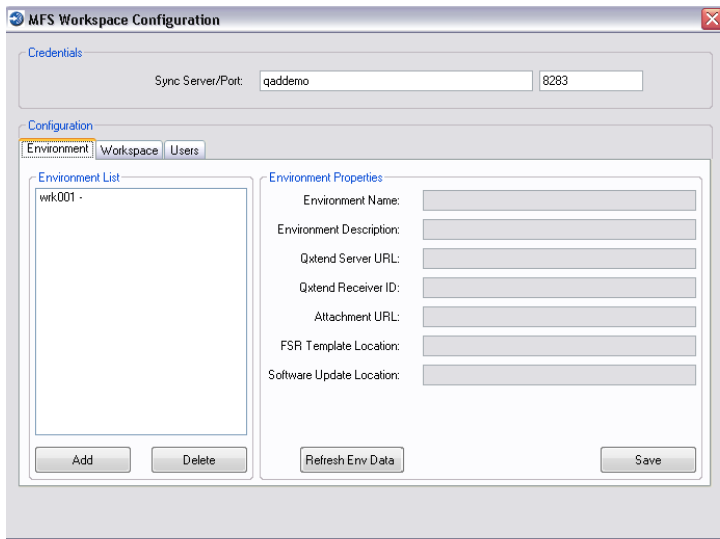 MFS Workspace Configuration
Credentials
Sync Server/Port: qaddemo 8283
Configuration
Environment Workspace Users
Environment List
wrk001 -
Environment Properties
Environment Name:
Environment Description:
Qxtend Server URL:
Qxtend Receiver ID:
Attachment URL:
FSR Template Location:
Software Update Location:
Add Delete Refresh Env Data Save